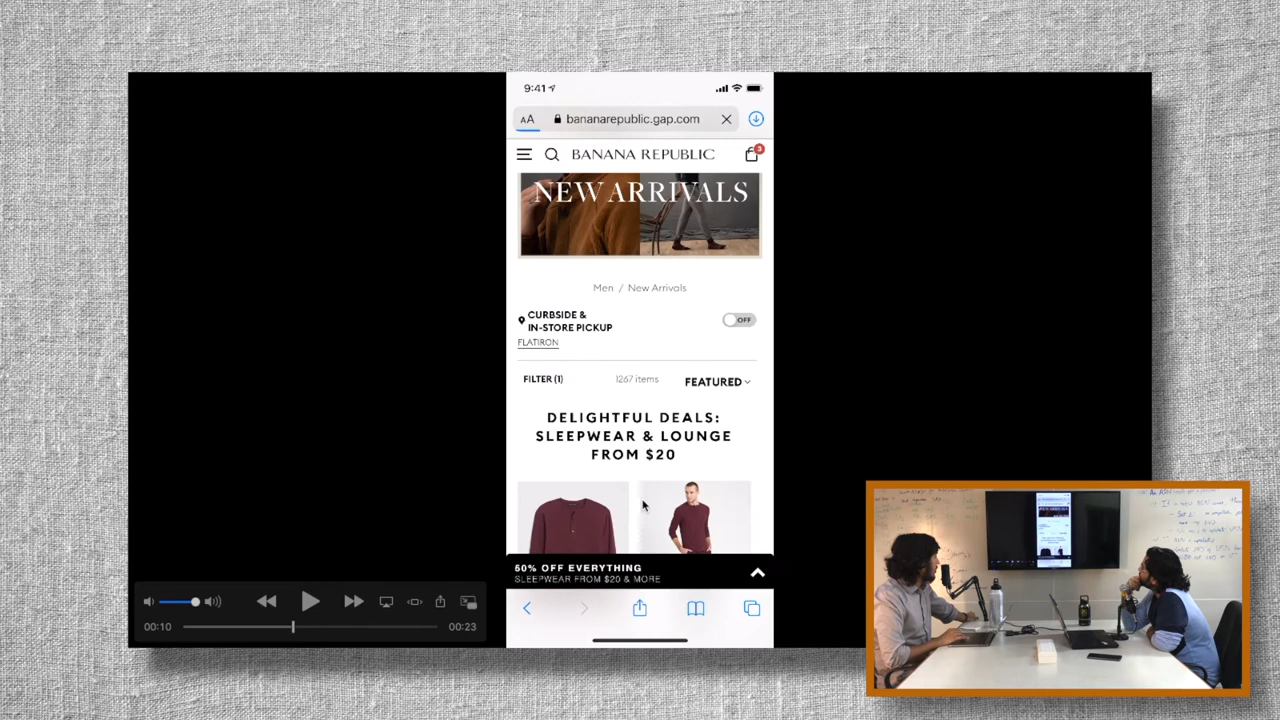 9:41
AA bananarepublic.gap.com
BANANA REPUBLIC 3
NEW ARRIVALS
Men / New Arrivals
CURBSIDE &
IN-STORE PICKUP
OFF
FLATIRON
FILTER (1) 1267 items FEATURED
DELIGHTFUL DEALS:
SLEEPWEAR & LOUNGE
FROM $20
50% OFF EVERYTHING
SLEEPWEAR FROM $20 & MORE
00:10 00:23